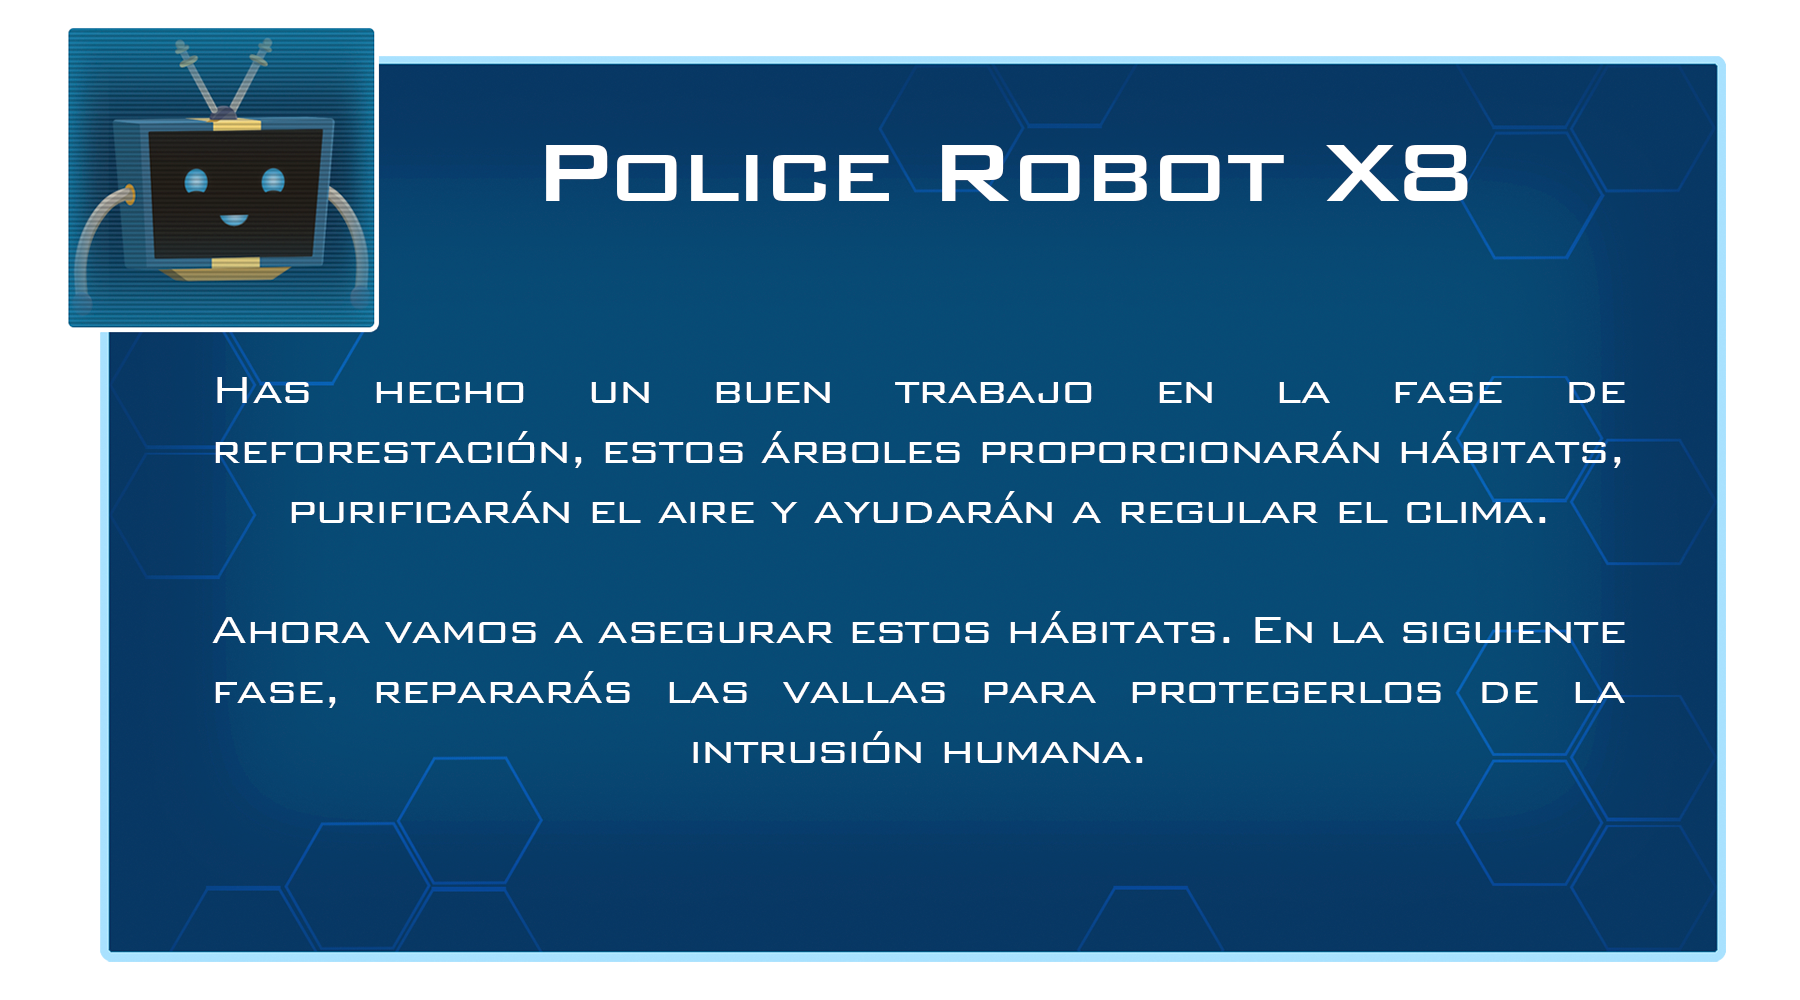 Police Robot X8
Has hecho un buen trabajo en la fase de
reforestación, estos árboles proporcionarán hábitats,
purificarán el aire y ayudarán a regular el clima.
Ahora vamos a asegurar estos hábitats. En la siguiente
fase, repararás las vallas para protegerlos de la
intrusión humana.